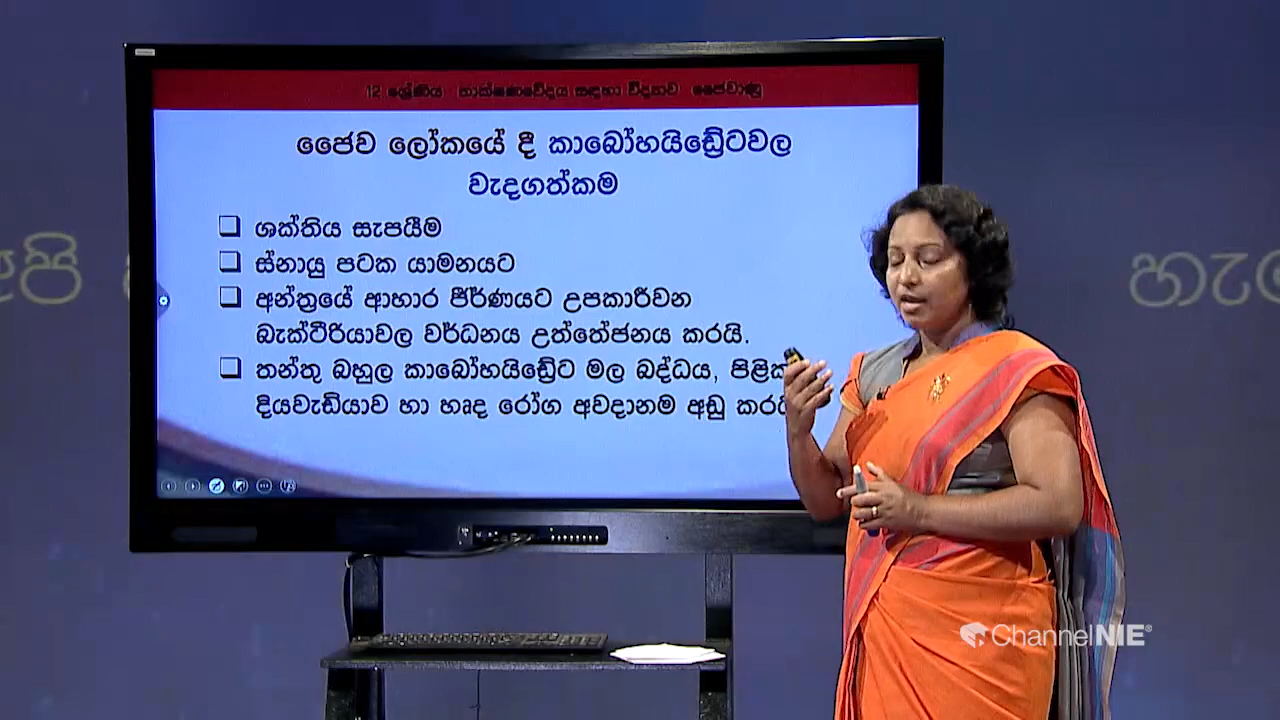 12 ශ්‍රේණිය තාක්ෂණවේදය සඳහා විද්‍යාව ජෛවාණු
ජෛව ලෝකයේ දී කාබෝහයිඩ්‍රේටවල
වැදගත්කම
❑ ශක්තිය සැපයීම
❑ ස්නායු පටක යාමනයට
❑ අන්ත්‍රයේ ආහාර ජීර්ණයට උපකාරීවන
බැක්ටීරියාවල වර්ධනය උත්තේජනය කරයි.
❑ තන්තු බහුල කාබෝහයිඩ්‍රේට මල බද්ධය,
දියවැඩියාව හා හෘද රෝග අවදානම අඩු
ChannelNIE®